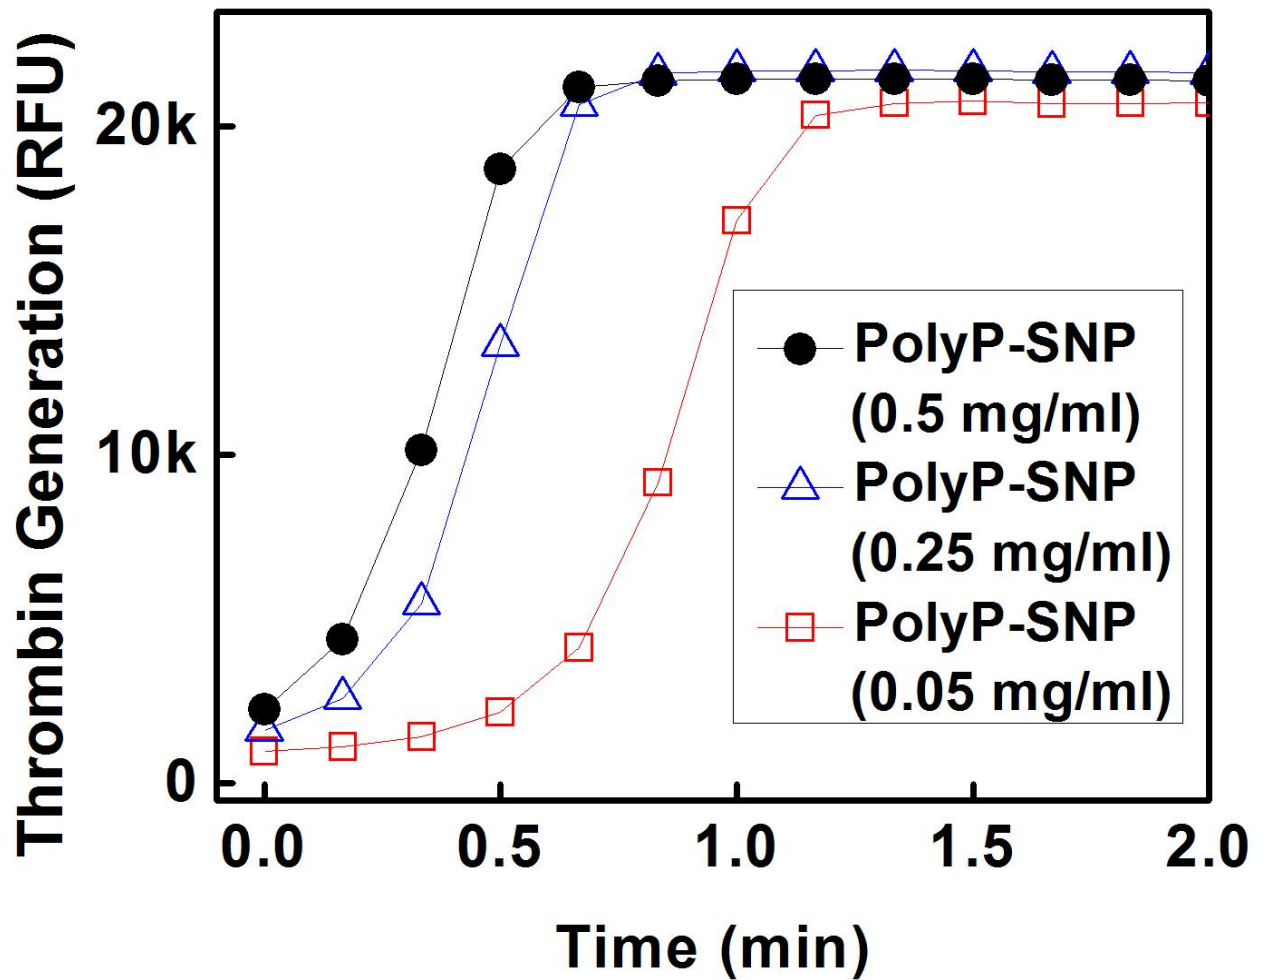 Thrombin Generation (RFU)
20k
10k
0
0.0 0.5 1.0 1.5 2.0
Time (min)
PolyP-SNP
(0.5 mg/ml)
PolyP-SNP
(0.25 mg/ml)
PolyP-SNP
(0.05 mg/ml)